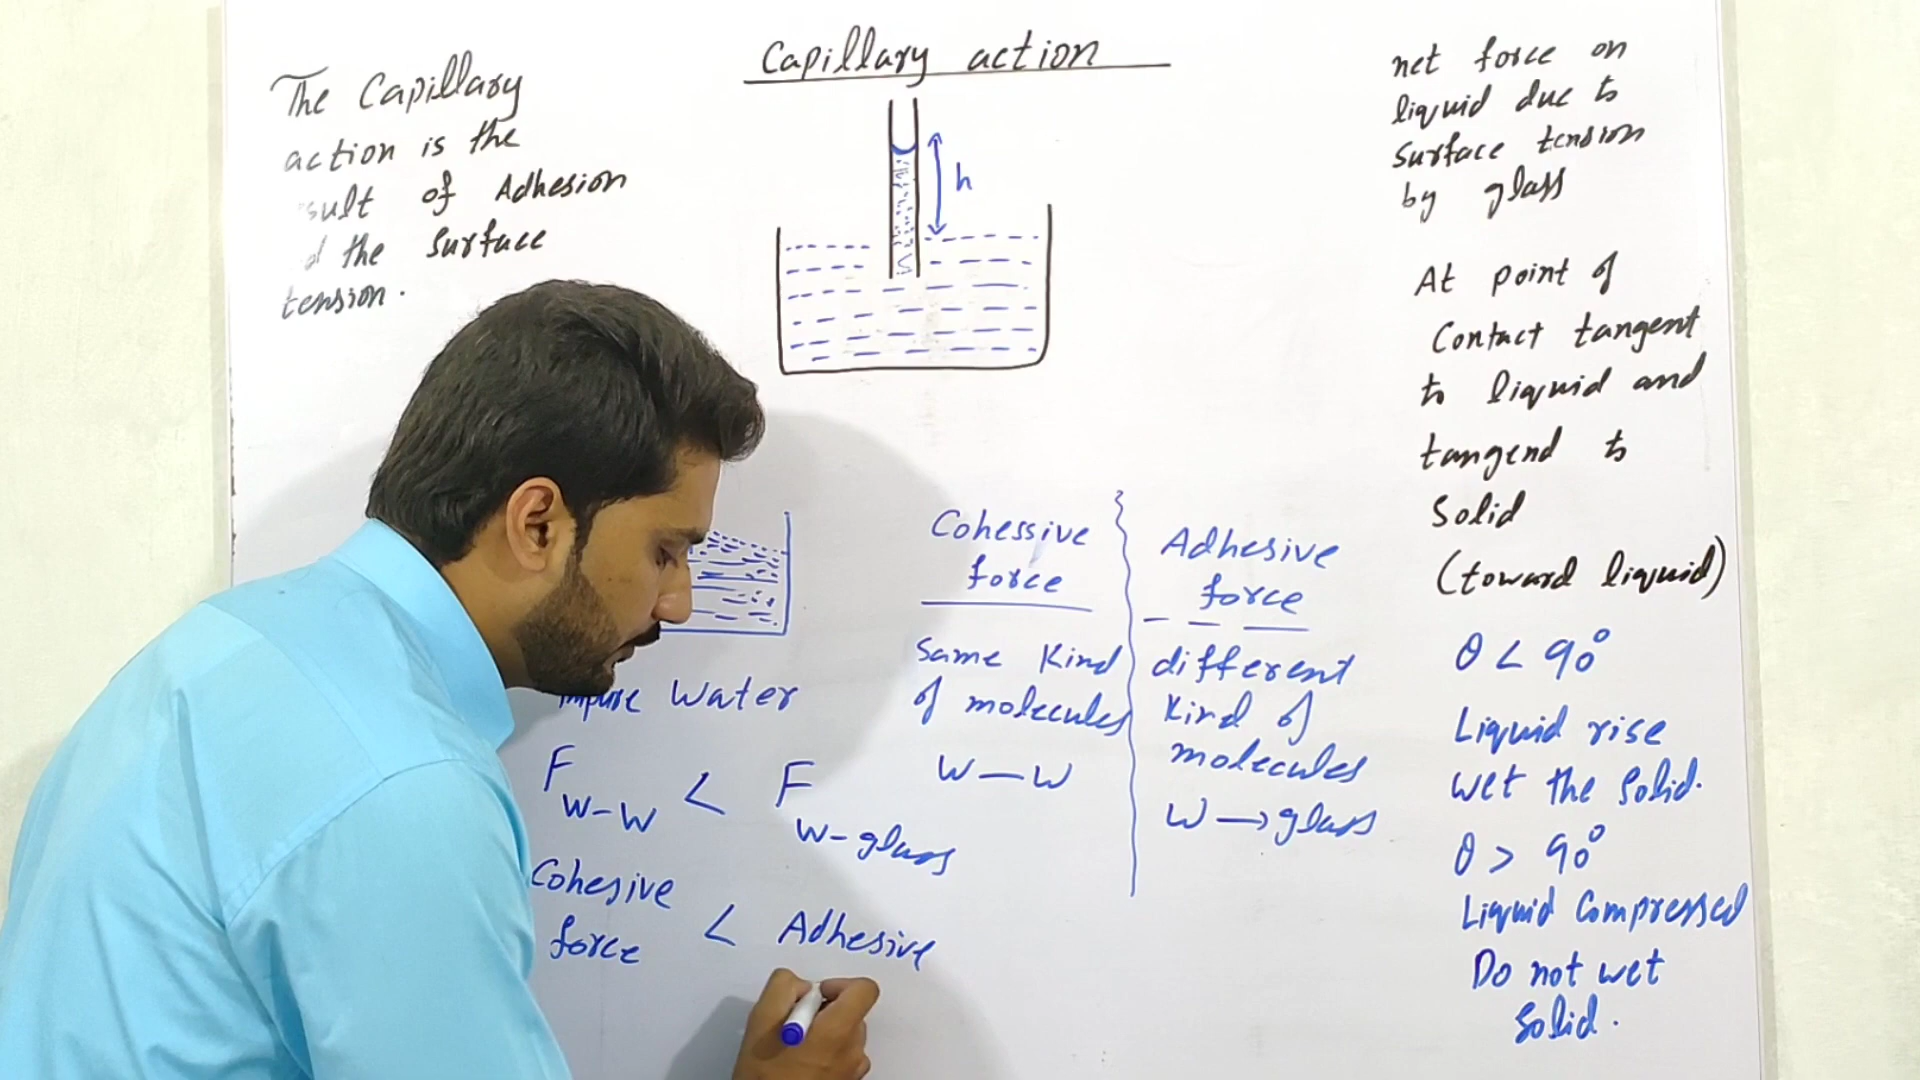 Capillary action
The Capillary
action is the
sult of Adhesion
d the surface
tension.
h
net force on
liquid due to
surface tension
by glass
At point of
Contact tangent
to liquid and
tangend to
Solid
(toward liquid)
θ < 90°
Liquid rise
wet the solid.
θ > 90°
Liquid Compressed
Do not wet
Solid.
Cohessive
force
Same Kind
of molecules
W—W
Adhesive
force
different
Kind of
molecules
W→glass
impure water
F W-W < F W-glass
Cohesive
force < Adhesive